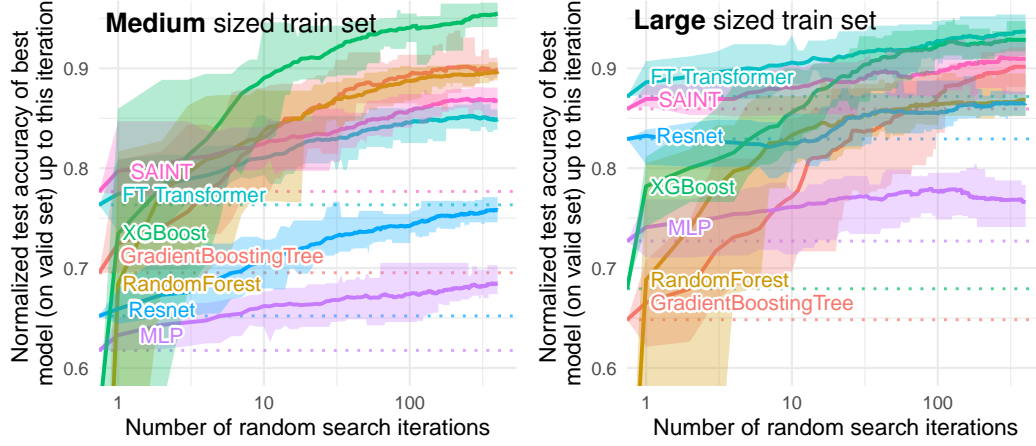 Medium sized train set
Normalized test accuracy of best
model (on valid set) up to this iteration
0.9
0.8
0.7
0.6
SAINT
FT Transformer
XGBoost
GradientBoostingTree
RandomForest
Resnet
MLP
1
10
100
Number of random search iterations
Large sized train set
Normalized test accuracy of best
model (on valid set) up to this iteration
0.9
0.8
0.7
0.6
FT Transformer
SAINT
Resnet
XGBoost
MLP
RandomForest
GradientBoostingTree
1
10
100
Number of random search iterations